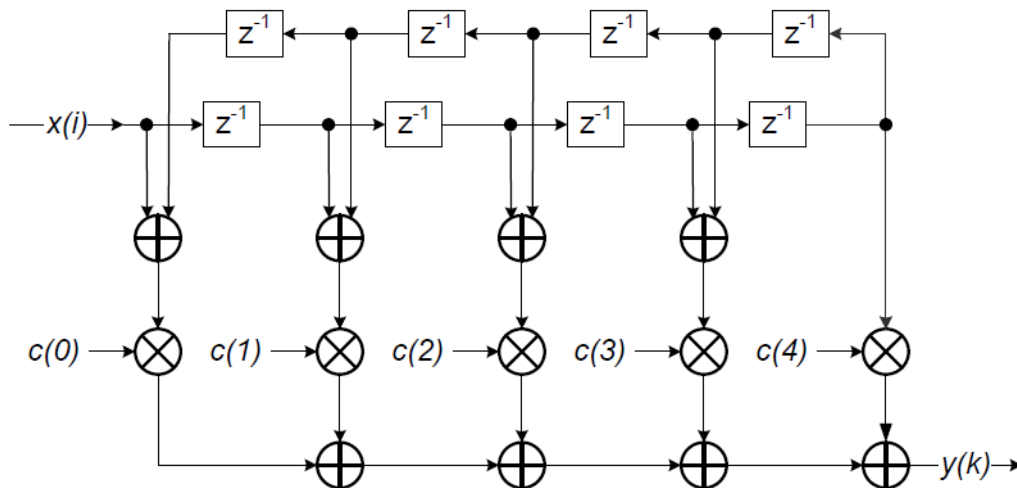 z⁻¹ z⁻¹ z⁻¹ z⁻¹
x(i) z⁻¹ z⁻¹ z⁻¹ z⁻¹
c(0) c(1) c(2) c(3) c(4)
y(k)